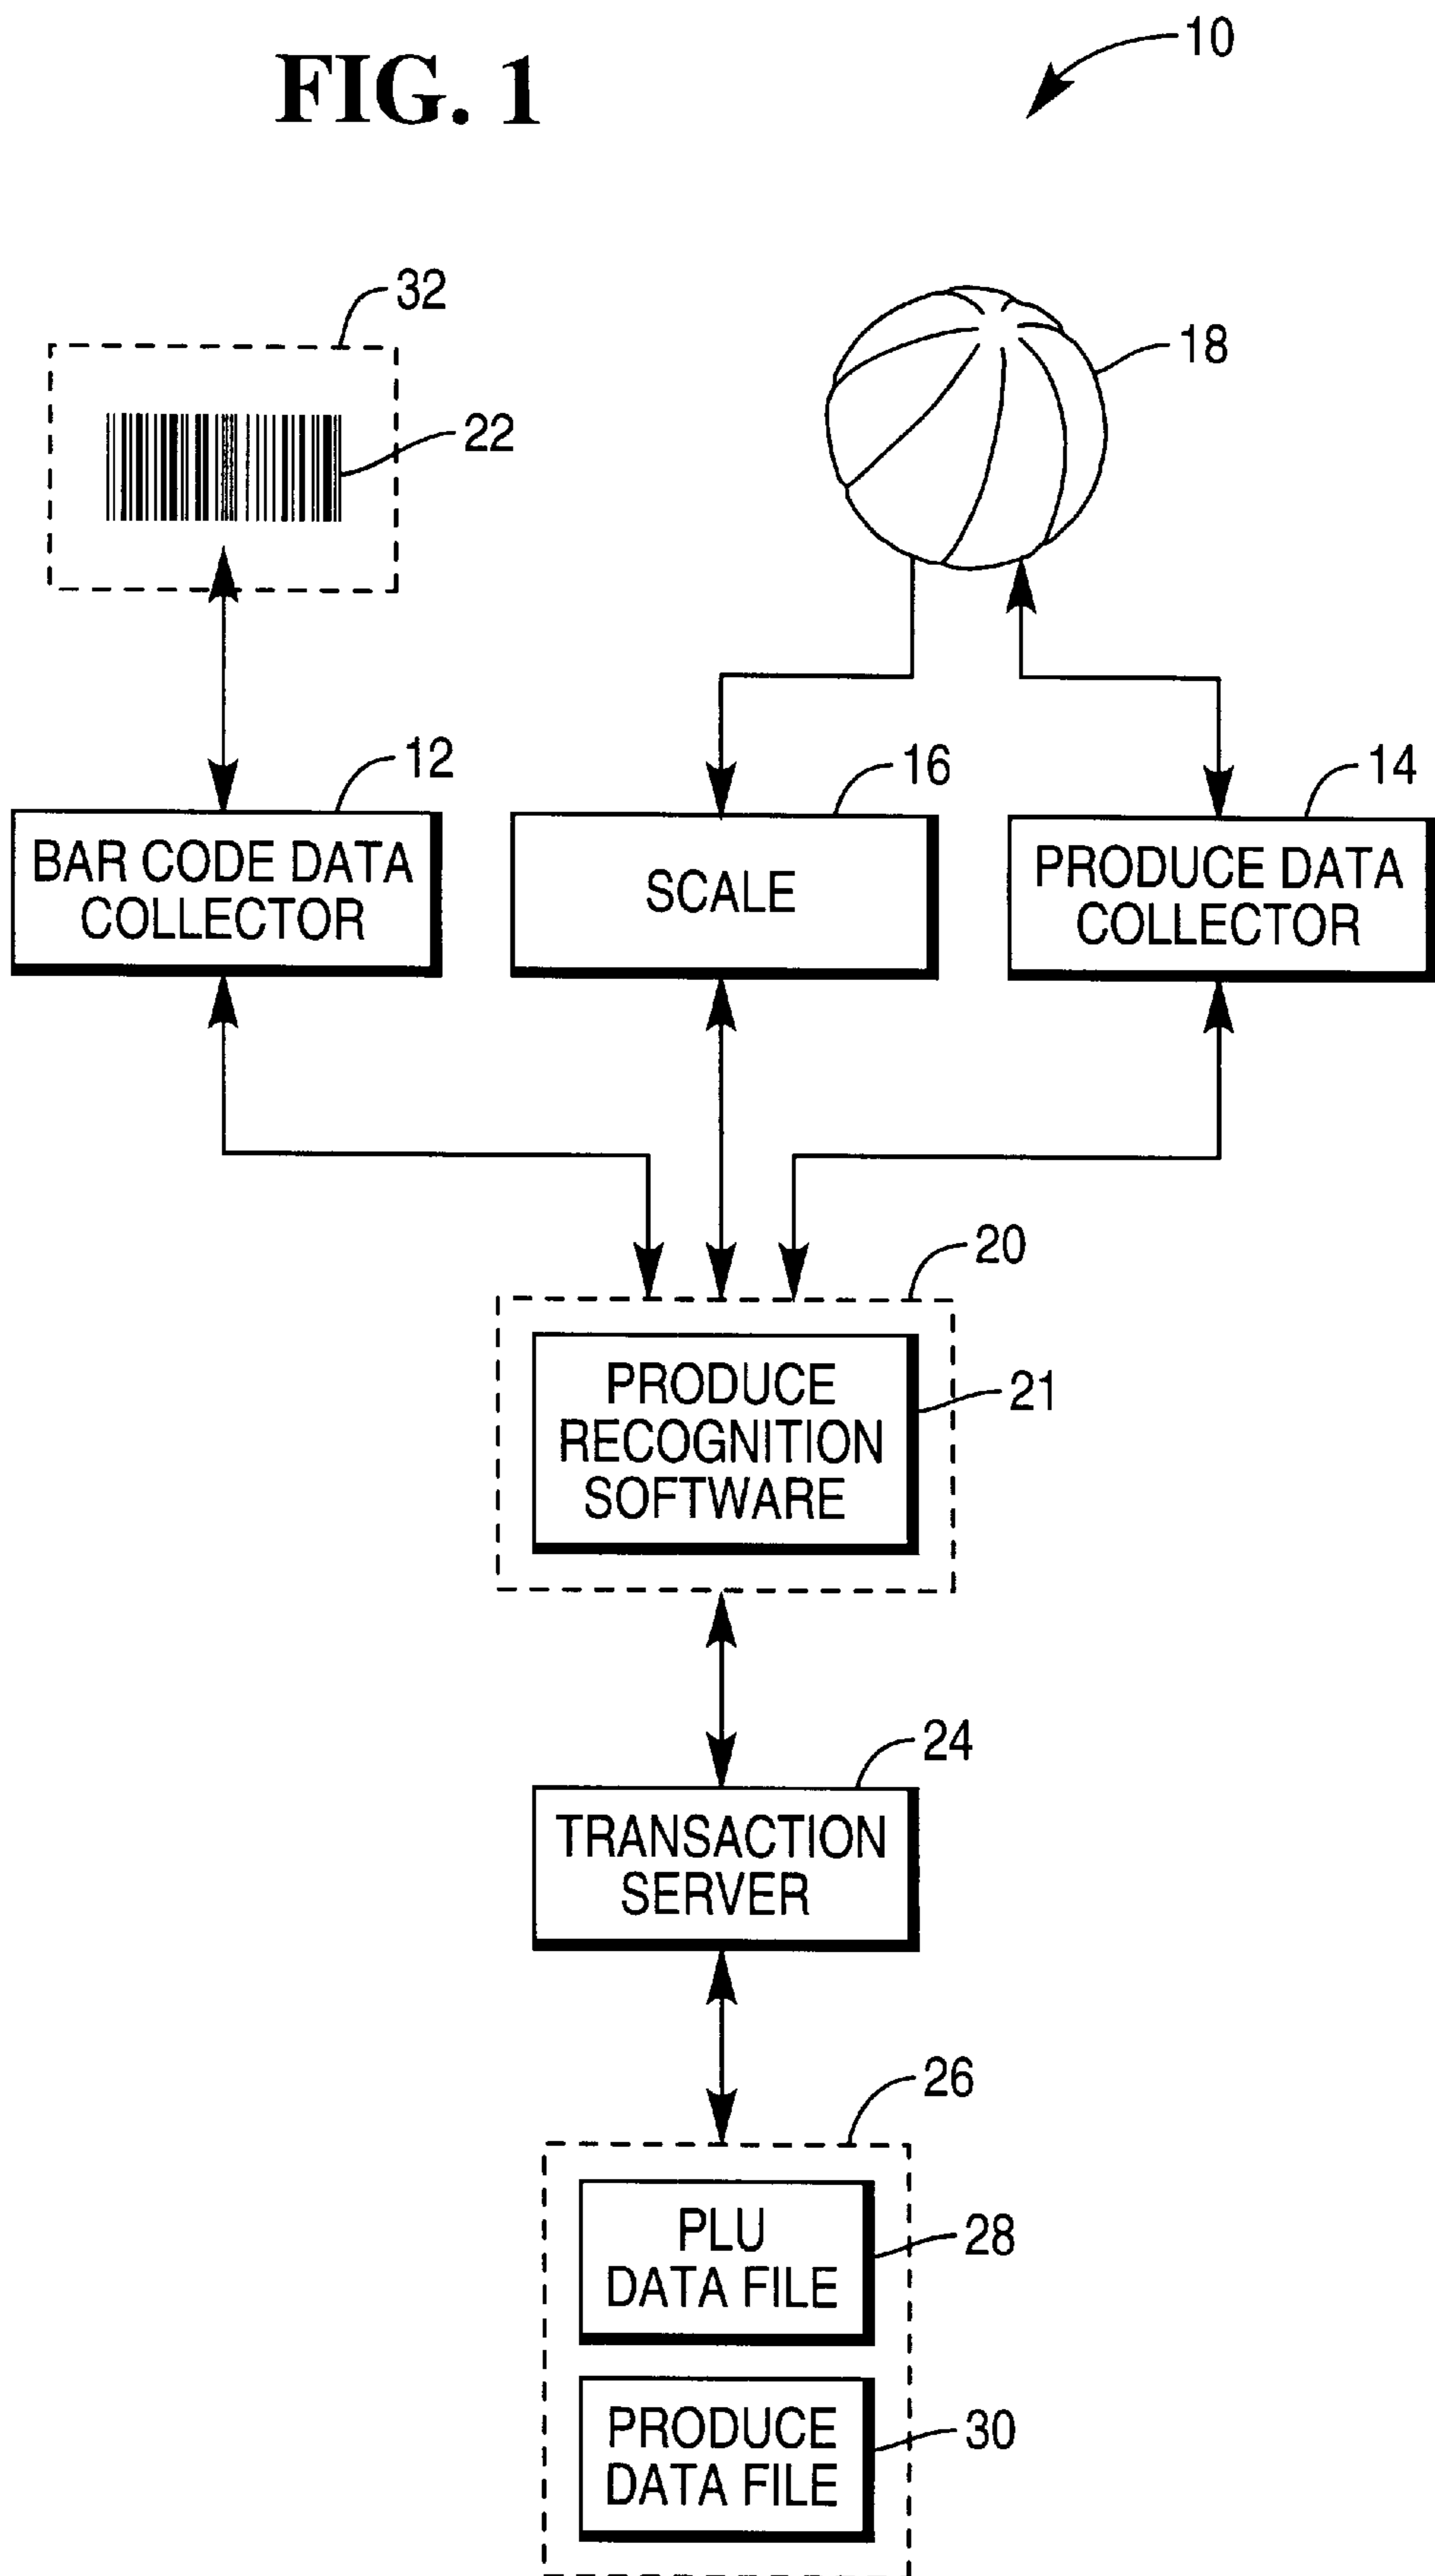 FIG. 1
10
32
18
22
12
16
14
BAR CODE DATA
COLLECTOR
SCALE
PRODUCE DATA
COLLECTOR
20
PRODUCE
RECOGNITION
SOFTWARE
21
24
TRANSACTION
SERVER
26
PLU
DATA FILE
28
PRODUCE
DATA FILE
30